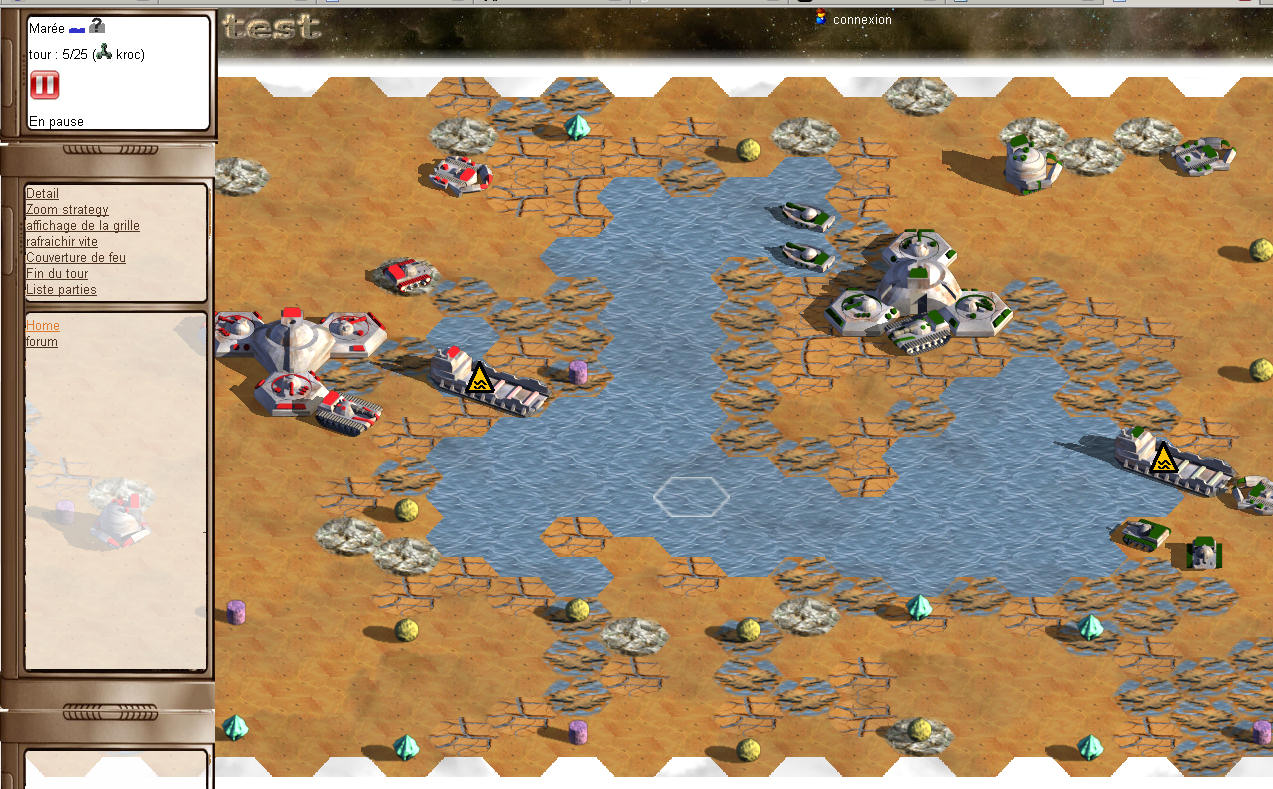 test
connexion
Marée
tour : 5/25 ( kroc)
En pause
Detail
Zoom strategy
affichage de la grille
rafraichir vite
Couverture de feu
Fin du tour
Liste parties
Home
forum